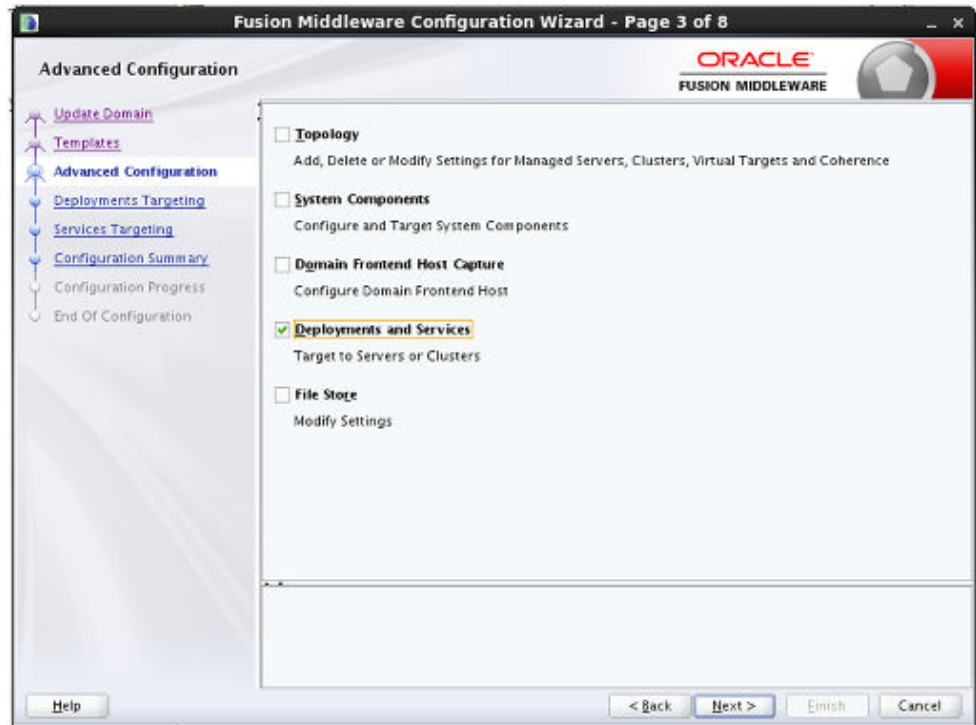 Fusion Middleware Configuration Wizard - Page 3 of 8
Advanced Configuration
ORACLE
FUSION MIDDLEWARE
Update Domain
Templates
Advanced Configuration
Deployments Targeting
Services Targeting
Configuration Summary
Configuration Progress
End Of Configuration
Topology
Add, Delete or Modify Settings for Managed Servers, Clusters, Virtual Targets and Coherence
System Components
Configure and Target System Components
Domain Frontend Host Capture
Configure Domain Frontend Host
Deployments and Services
Target to Servers or Clusters
File Store
Modify Settings
Help
< Back
Next >
Finish
Cancel